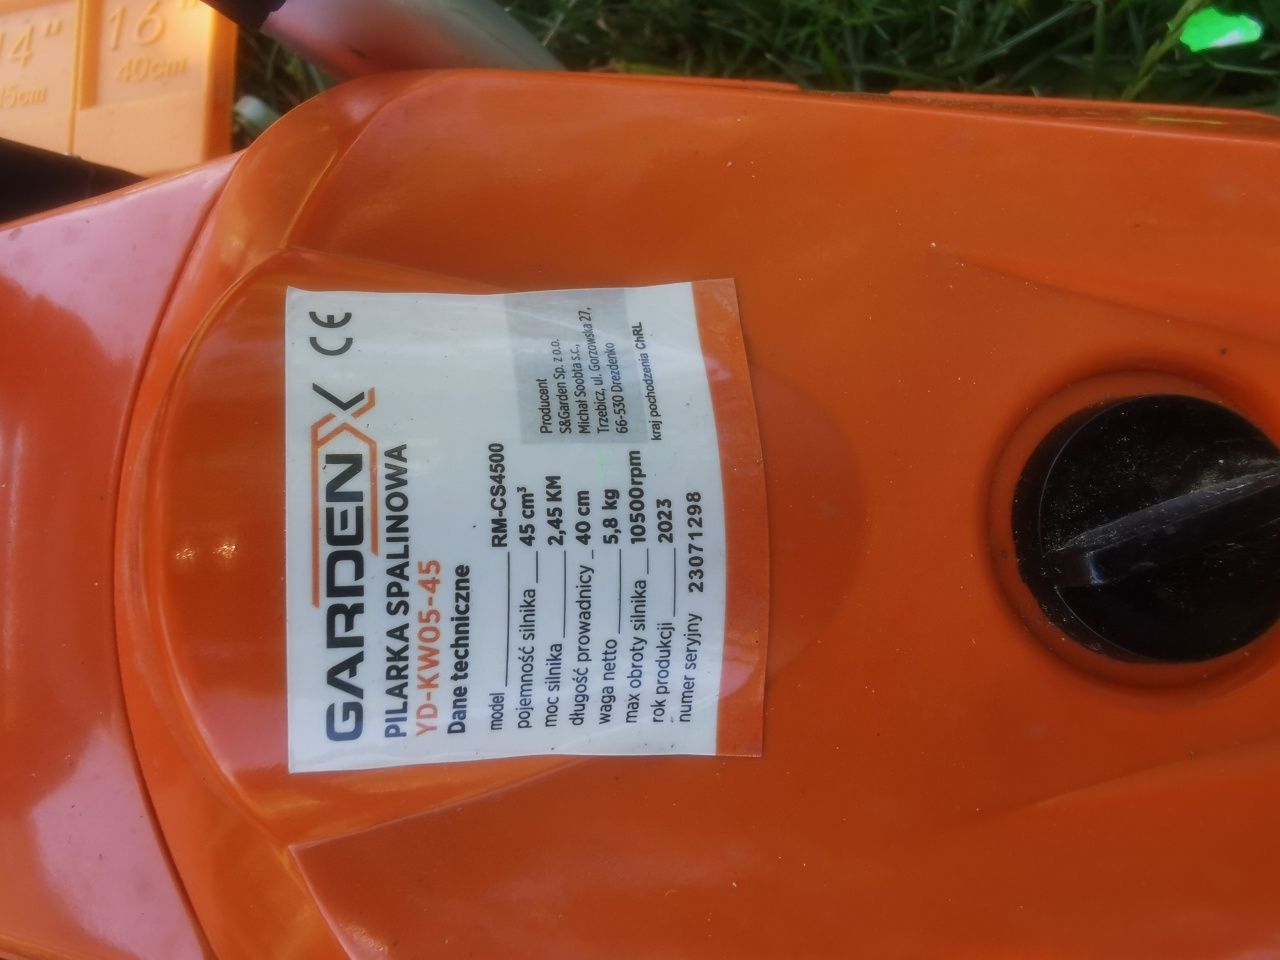 14"
16"
40cm
GARDENX CE
PILARKA SPALINOWA
YD-KW05-45
Dane techniczne
model RM-CS4500
pojemność silnika 45 cm³
moc silnika 2,45 KM
długość prowadnicy 40 cm
waga netto 5,8 kg
max obroty silnika 10500rpm
rok produkcji 2023
numer seryjny 23071298
Producent
S&Garden Sp. z o.o.
Michał Soobta s.c.,
Trzebicz, ul. Gorzowska 27,
66-530 Drezdenko
kraj pochodzenia ChRL